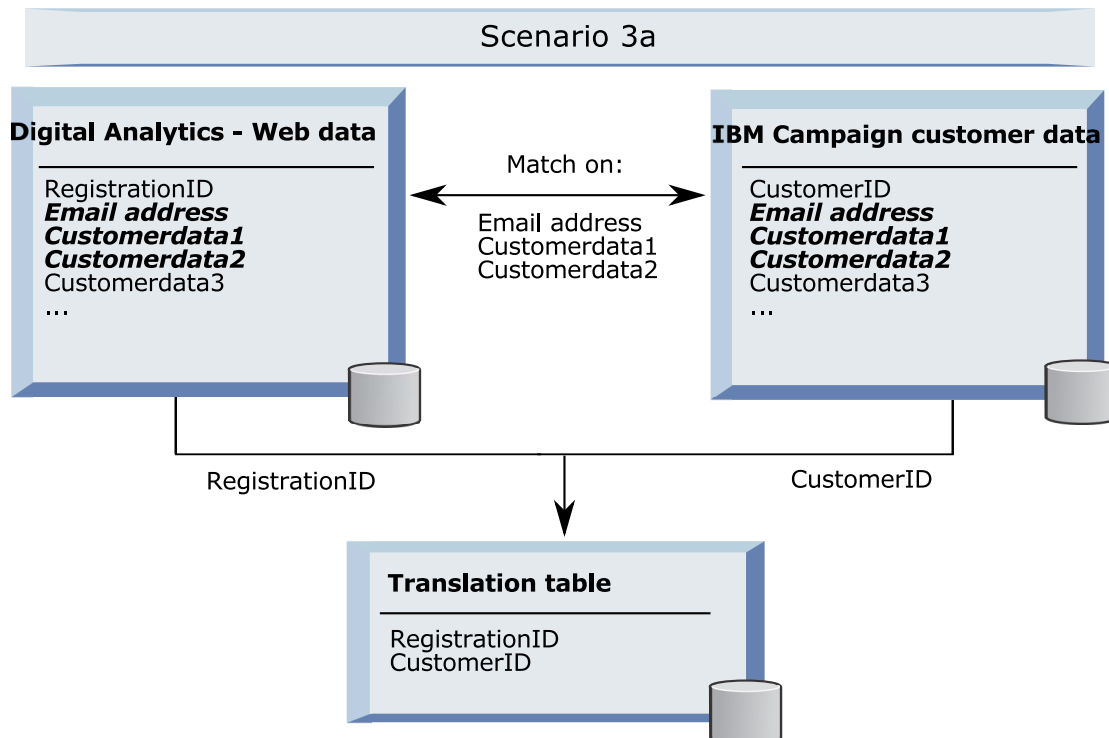 Scenario 3a
Digital Analytics - Web data
RegistrationID
Email address
Customerdata1
Customerdata2
Customerdata3
...
Match on:
Email address
Customerdata1
Customerdata2
IBM Campaign customer data
CustomerID
Email address
Customerdata1
Customerdata2
Customerdata3
...
RegistrationID
CustomerID
Translation table
RegistrationID
CustomerID